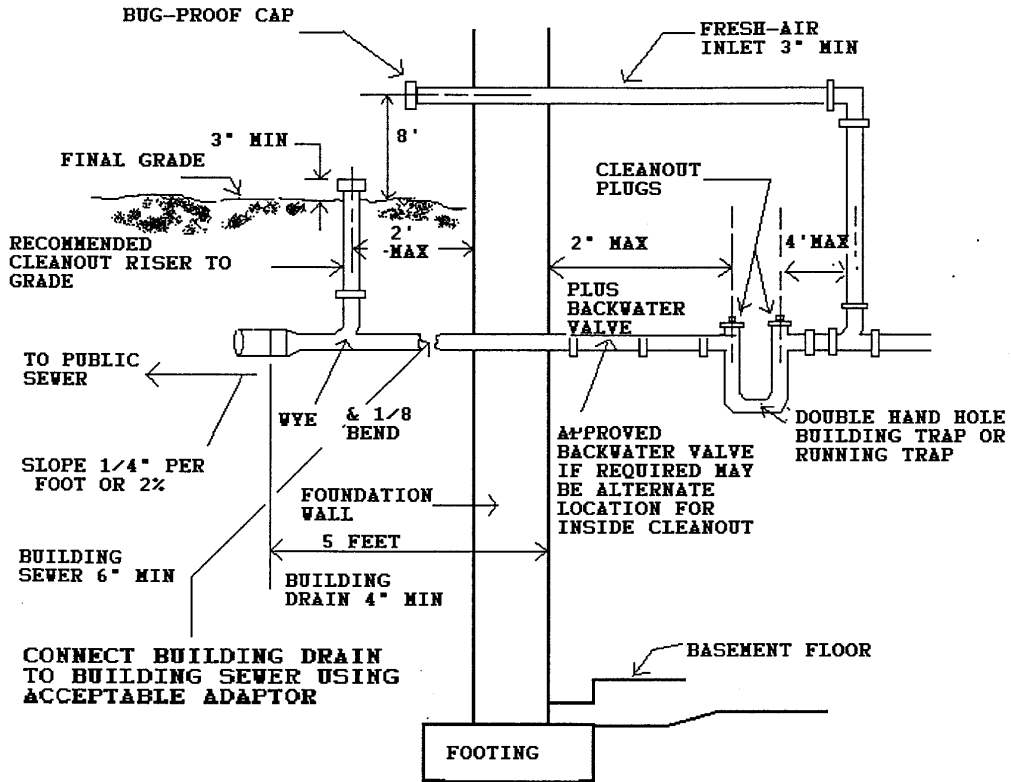 BUG-PROOF CAP
FRESH-AIR
INLET 3" MIN
3" MIN
8'
FINAL GRADE
CLEANOUT
PLUGS
RECOMMENDED
CLEANOUT RISER TO
GRADE
2'
MAX
2" MAX
4'MAX
PLUS
BACKWATER
VALVE
TO PUBLIC
SEWER
WYE & 1/8
BEND
APPROVED
BACKWATER VALVE
IF REQUIRED MAY
BE ALTERNATE
LOCATION FOR
INSIDE CLEANOUT
DOUBLE HAND HOLE
BUILDING TRAP OR
RUNNING TRAP
SLOPE 1/4" PER
FOOT OR 2%
FOUNDATION
WALL
5 FEET
BUILDING
SEWER 6" MIN
BUILDING
DRAIN 4" MIN
CONNECT BUILDING DRAIN
TO BUILDING SEWER USING
ACCEPTABLE ADAPTOR
BASEMENT FLOOR
FOOTING